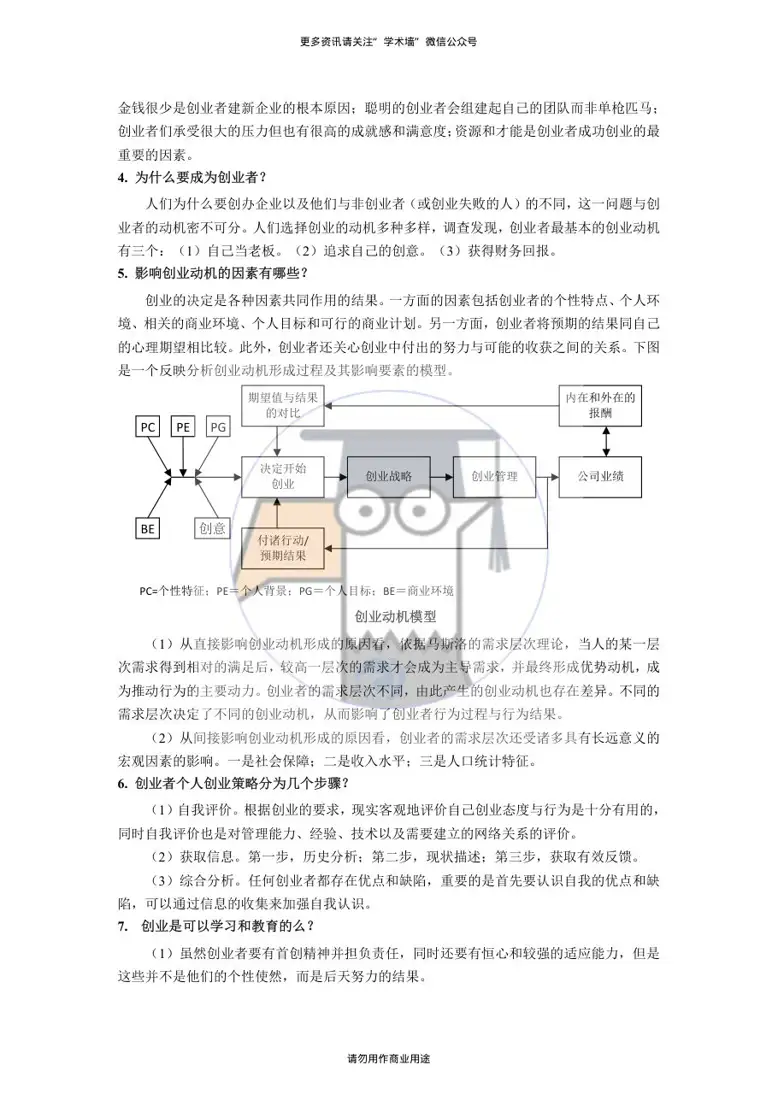 更多资讯请关注“学术墙”微信公众号
金钱很少是创业者建新企业的根本原因；聪明的创业者会组建起自己的团队而非单枪匹马；
创业者们承受很大的压力但也有很高的成就感和满意度；资源和才能是创业者成功创业的最
重要的因素。
4. 为什么要成为创业者？
人们为什么要创办企业以及他们与非创业者（或创业失败的人）的不同，这一问题与创
业者的动机密不可分。人们选择创业的动机多种多样，调查发现，创业者最基本的创业动机
有三个：（1）自己当老板。（2）追求自己的创意。（3）获得财务回报。
5. 影响创业动机的因素有哪些？
创业的决定是各种因素共同作用的结果。一方面的因素包括创业者的个性特点、个人环
境、相关的商业环境、个人目标和可行的商业计划。另一方面，创业者将预期的结果同自己
的心理期望相比较。此外，创业者还关心创业中付出的努力与可能的收获之间的关系。下图
是一个反映分析创业动机形成过程及其影响要素的模型。
期望值与结果
的对比
内在和外在的
报酬
PC
PE
PG
决定开始
创业
创业战略
创业管理
公司业绩
BE
创意
付诸行动/
预期结果
PC=个性特征；PE＝个人背景；PG＝个人目标；BE＝商业环境
创业动机模型
（1）从直接影响创业动机形成的原因看，依据马斯洛的需求层次理论，当人的某一层
次需求得到相对的满足后，较高一层次的需求才会成为主导需求，并最终形成优势动机，成
为推动行为的主要动力。创业者的需求层次不同，由此产生的创业动机也存在差异。不同的
需求层次决定了不同的创业动机，从而影响了创业者行为过程与行为结果。
（2）从间接影响创业动机形成的原因看，创业者的需求层次还受诸多具有长远意义的
宏观因素的影响。一是社会保障；二是收入水平；三是人口统计特征。
6. 创业者个人创业策略分为几个步骤？
（1）自我评价。根据创业的要求，现实客观地评价自己创业态度与行为是十分有用的，
同时自我评价也是对管理能力、经验、技术以及需要建立的网络关系的评价。
（2）获取信息。第一步，历史分析；第二步，现状描述；第三步，获取有效反馈。
（3）综合分析。任何创业者都存在优点和缺陷，重要的是首先要认识自我的优点和缺
陷，可以通过信息的收集来加强自我认识。
7. 创业是可以学习和教育的么？
（1）虽然创业者要有首创精神并担负责任，同时还要有恒心和较强的适应能力，但是
这些并不是他们的个性使然，而是后天努力的结果。
请勿用作商业用途